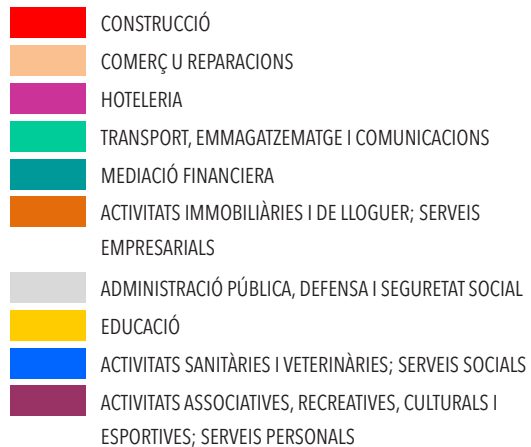 CONSTRUCCIÓ
COMERÇ U REPARACIONS
HOTELERIA
TRANSPORT, EMMAGATZEMATGE I COMUNICACIONS
MEDIACIÓ FINANCIERA
ACTIVITATS IMMOBILIÀRIES I DE LLOGUER; SERVEIS
EMPRESARIALS
ADMINISTRACIÓ PÚBLICA, DEFENSA I SEGURETAT SOCIAL
EDUCACIÓ
ACTIVITATS SANITÀRIES I VETERINÀRIES; SERVEIS SOCIALS
ACTIVITATS ASSOCIATIVES, RECREATIVES, CULTURALS I
ESPORTIVES; SERVEIS PERSONALS